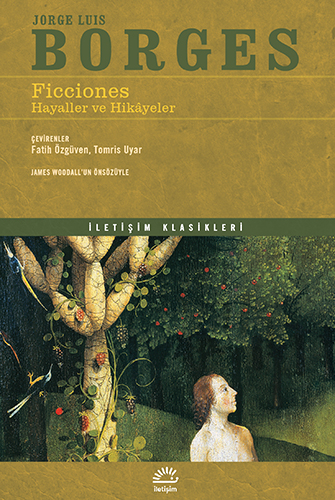 JORGE LUIS
BORGES
Ficciones
Hayaller ve Hikâyeler
ÇEVİRENLER
Fatih Özgüven, Tomris Uyar
JAMES WOODALL'UN ÖNSÖZÜYLE
İLETİŞİM KLASİKLERİ
iletişim